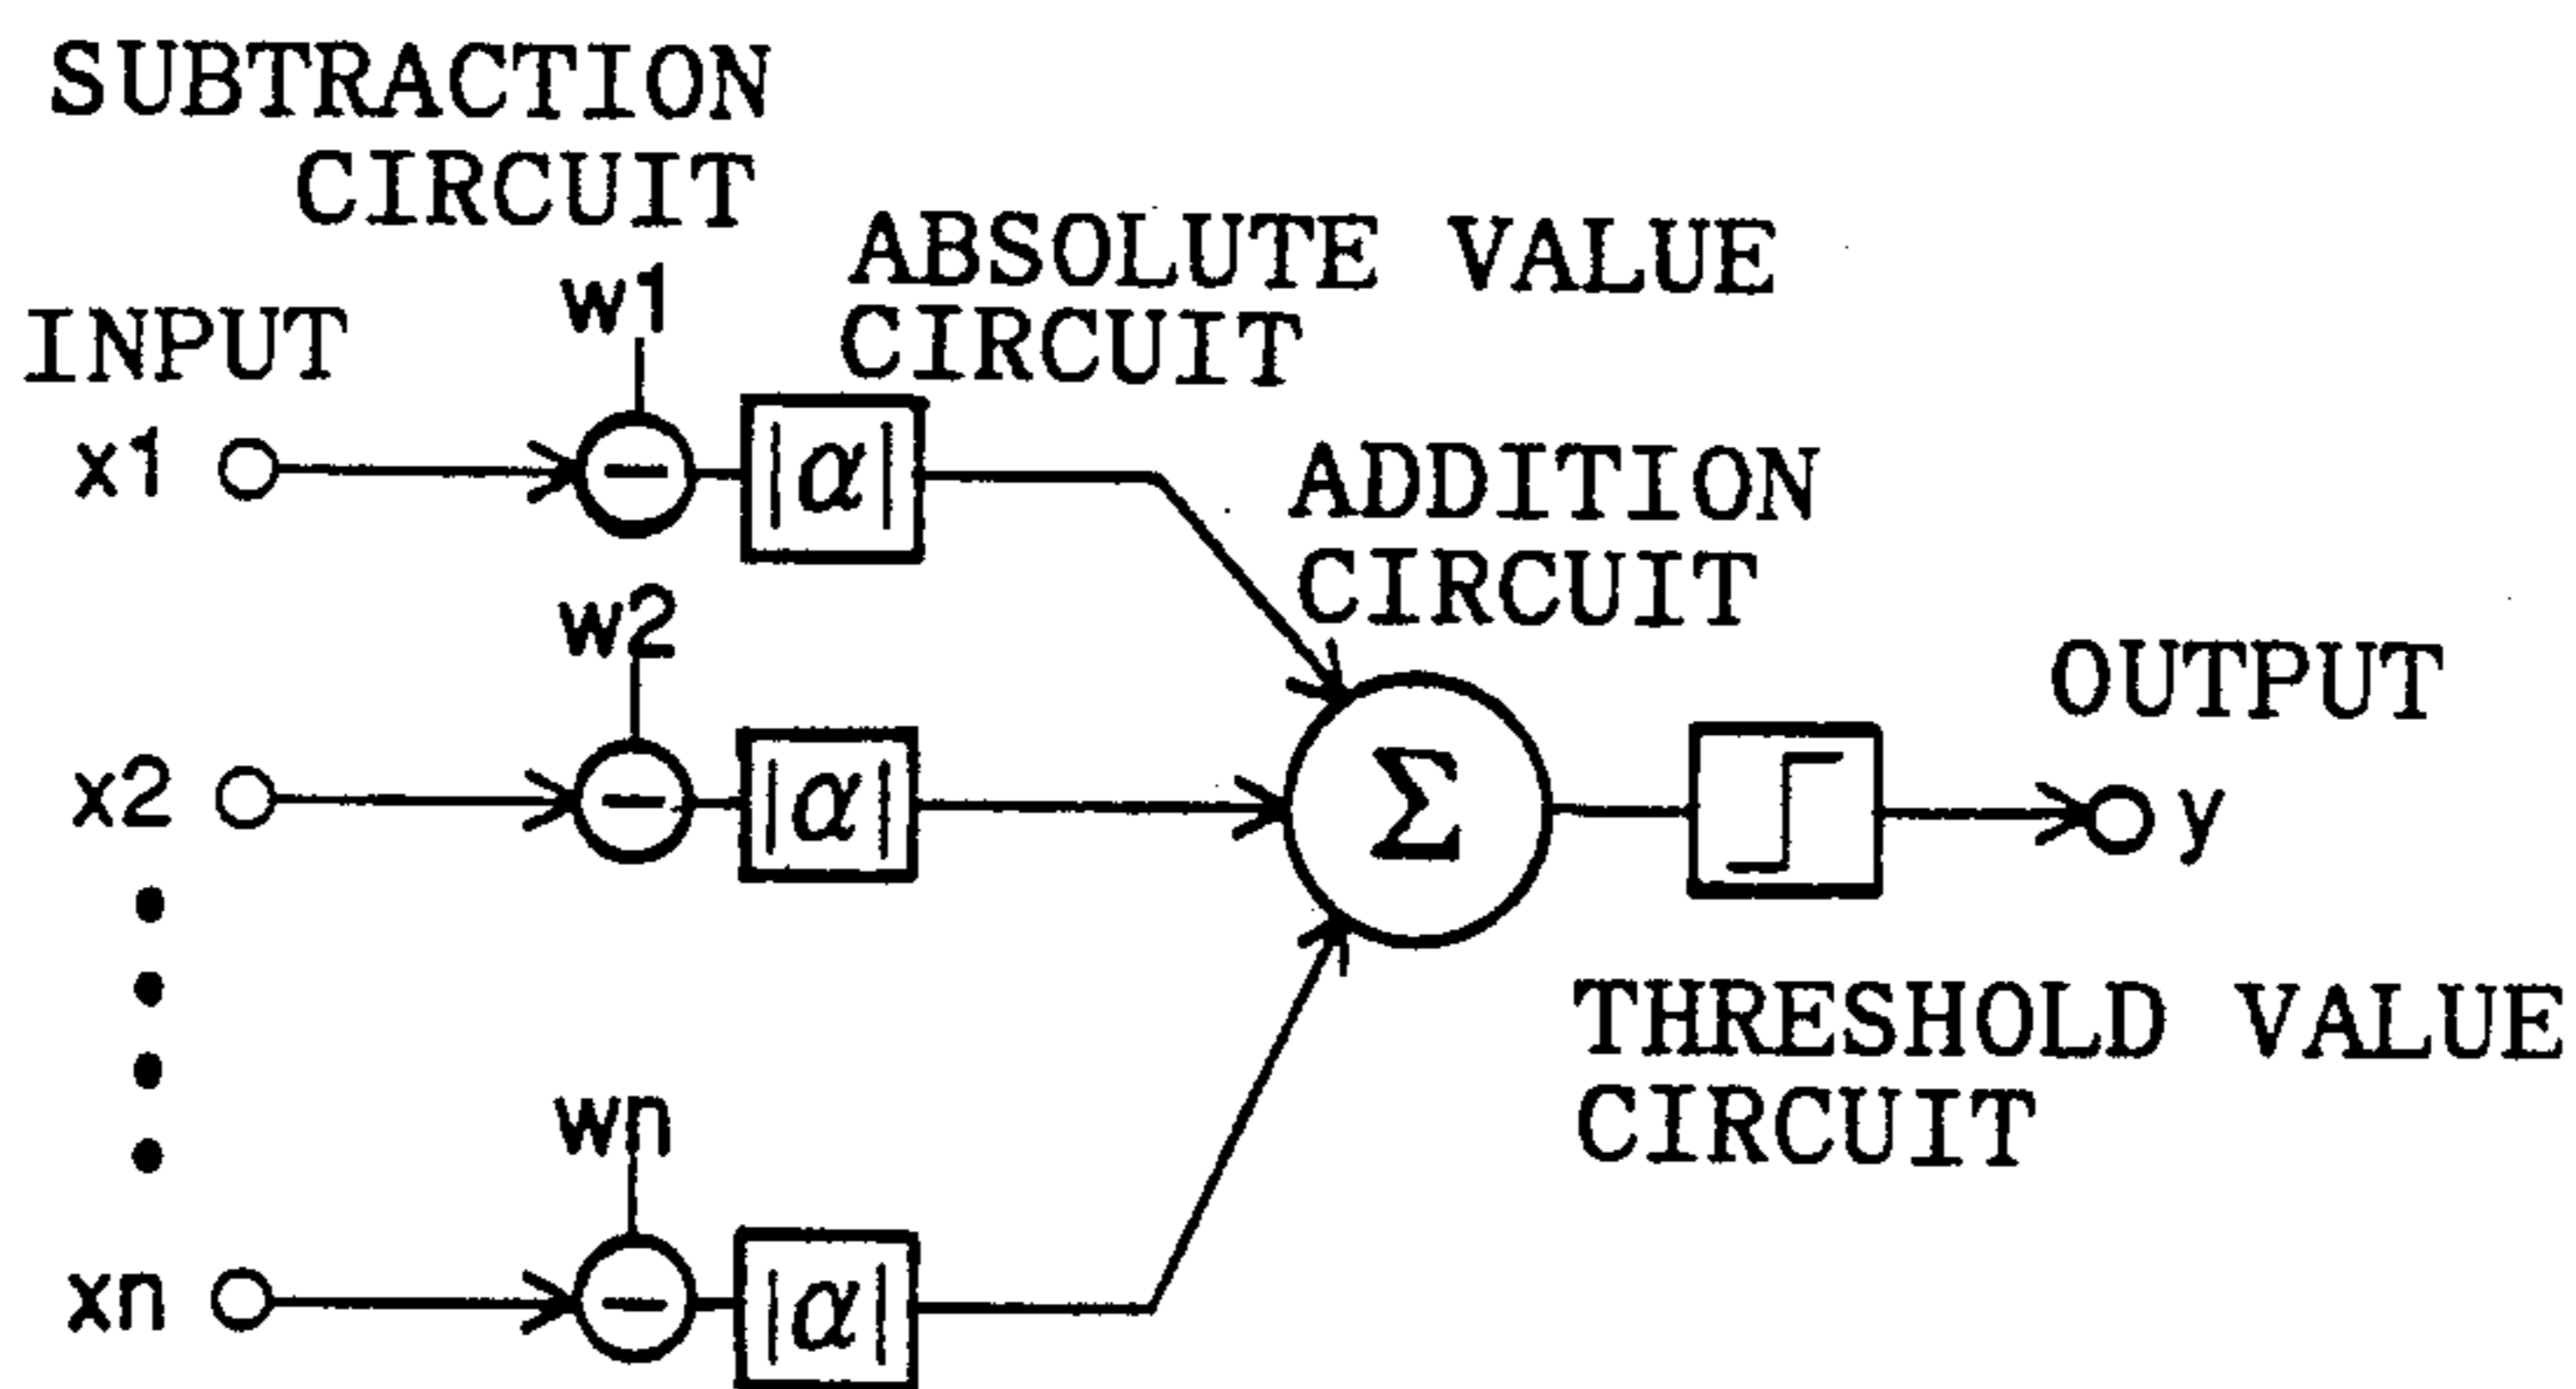 SUBTRACTION
CIRCUIT
ABSOLUTE VALUE
CIRCUIT
INPUT
w1
x1
|α|
ADDITION
CIRCUIT
w2
x2
|α|
Σ
OUTPUT
y
THRESHOLD VALUE
CIRCUIT
wn
xn
|α|